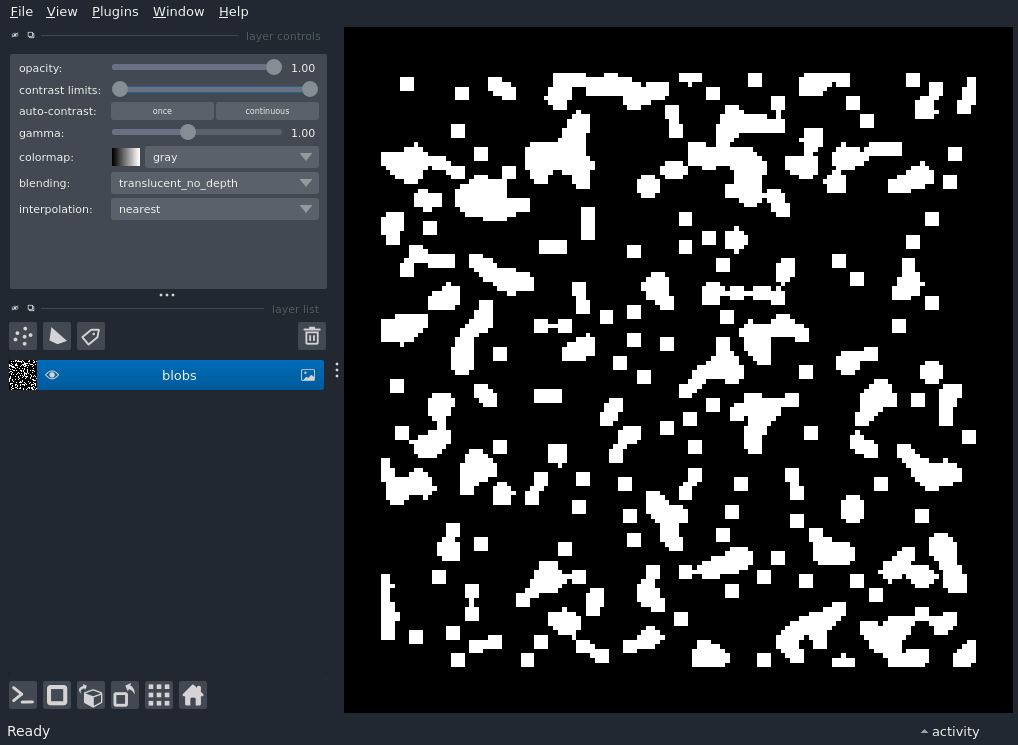 File View Plugins Window Help
layer controls
opacity: 1.00
contrast limits:
auto-contrast: once continuous
gamma: 1.00
colormap: gray
blending: translucent_no_depth
interpolation: nearest
layer list
blobs
Ready activity